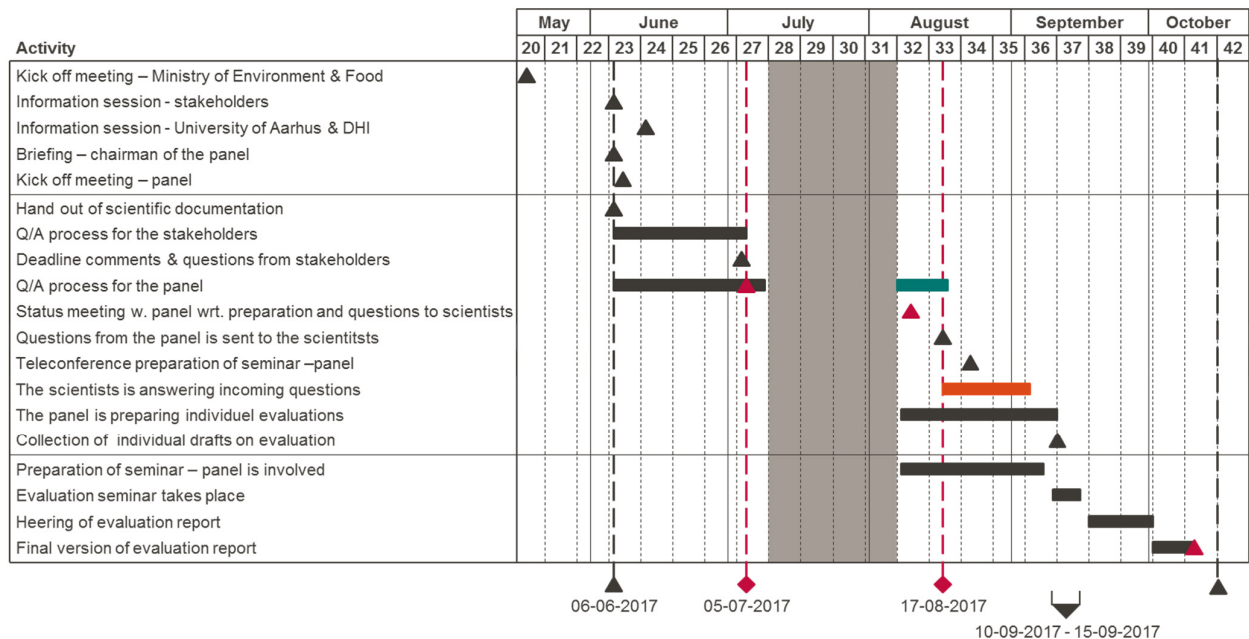 May June July August September October
Activity 20 21 22 23 24 25 26 27 28 29 30 31 32 33 34 35 36 37 38 39 40 41 42
Kick off meeting – Ministry of Environment & Food
Information session - stakeholders
Information session - University of Aarhus & DHI
Briefing – chairman of the panel
Kick off meeting – panel
Hand out of scientific documentation
Q/A process for the stakeholders
Deadline comments & questions from stakeholders
Q/A process for the panel
Status meeting w. panel wrt. preparation and questions to scientists
Questions from the panel is sent to the scientitsts
Teleconference preparation of seminar –panel
The scientists is answering incoming questions
The panel is preparing individuel evaluations
Collection of individual drafts on evaluation
Preparation of seminar – panel is involved
Evaluation seminar takes place
Heering of evaluation report
Final version of evaluation report
06-06-2017 05-07-2017 17-08-2017
10-09-2017 - 15-09-2017